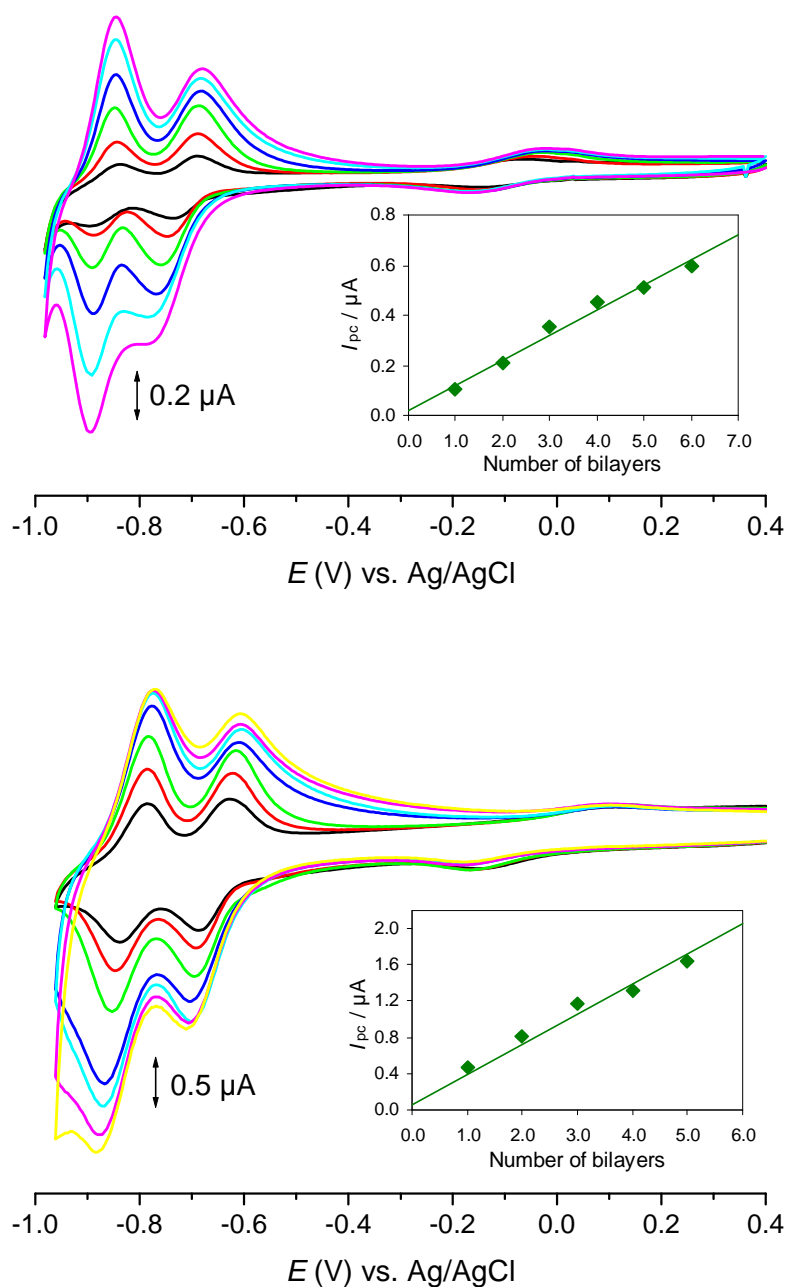 0.8
0.6
0.4
0.2
0.0
I pc / µA
0.0 1.0 2.0 3.0 4.0 5.0 6.0 7.0
Number of bilayers
0.2 µA
-1.0 -0.8 -0.6 -0.4 -0.2 0.0 0.2 0.4
E (V) vs. Ag/AgCl
2.0
1.6
1.2
0.8
0.4
0.0
I pc / µA
0.0 1.0 2.0 3.0 4.0 5.0 6.0
Number of bilayers
0.5 µA
-1.0 -0.8 -0.6 -0.4 -0.2 0.0 0.2 0.4
E (V) vs. Ag/AgCl